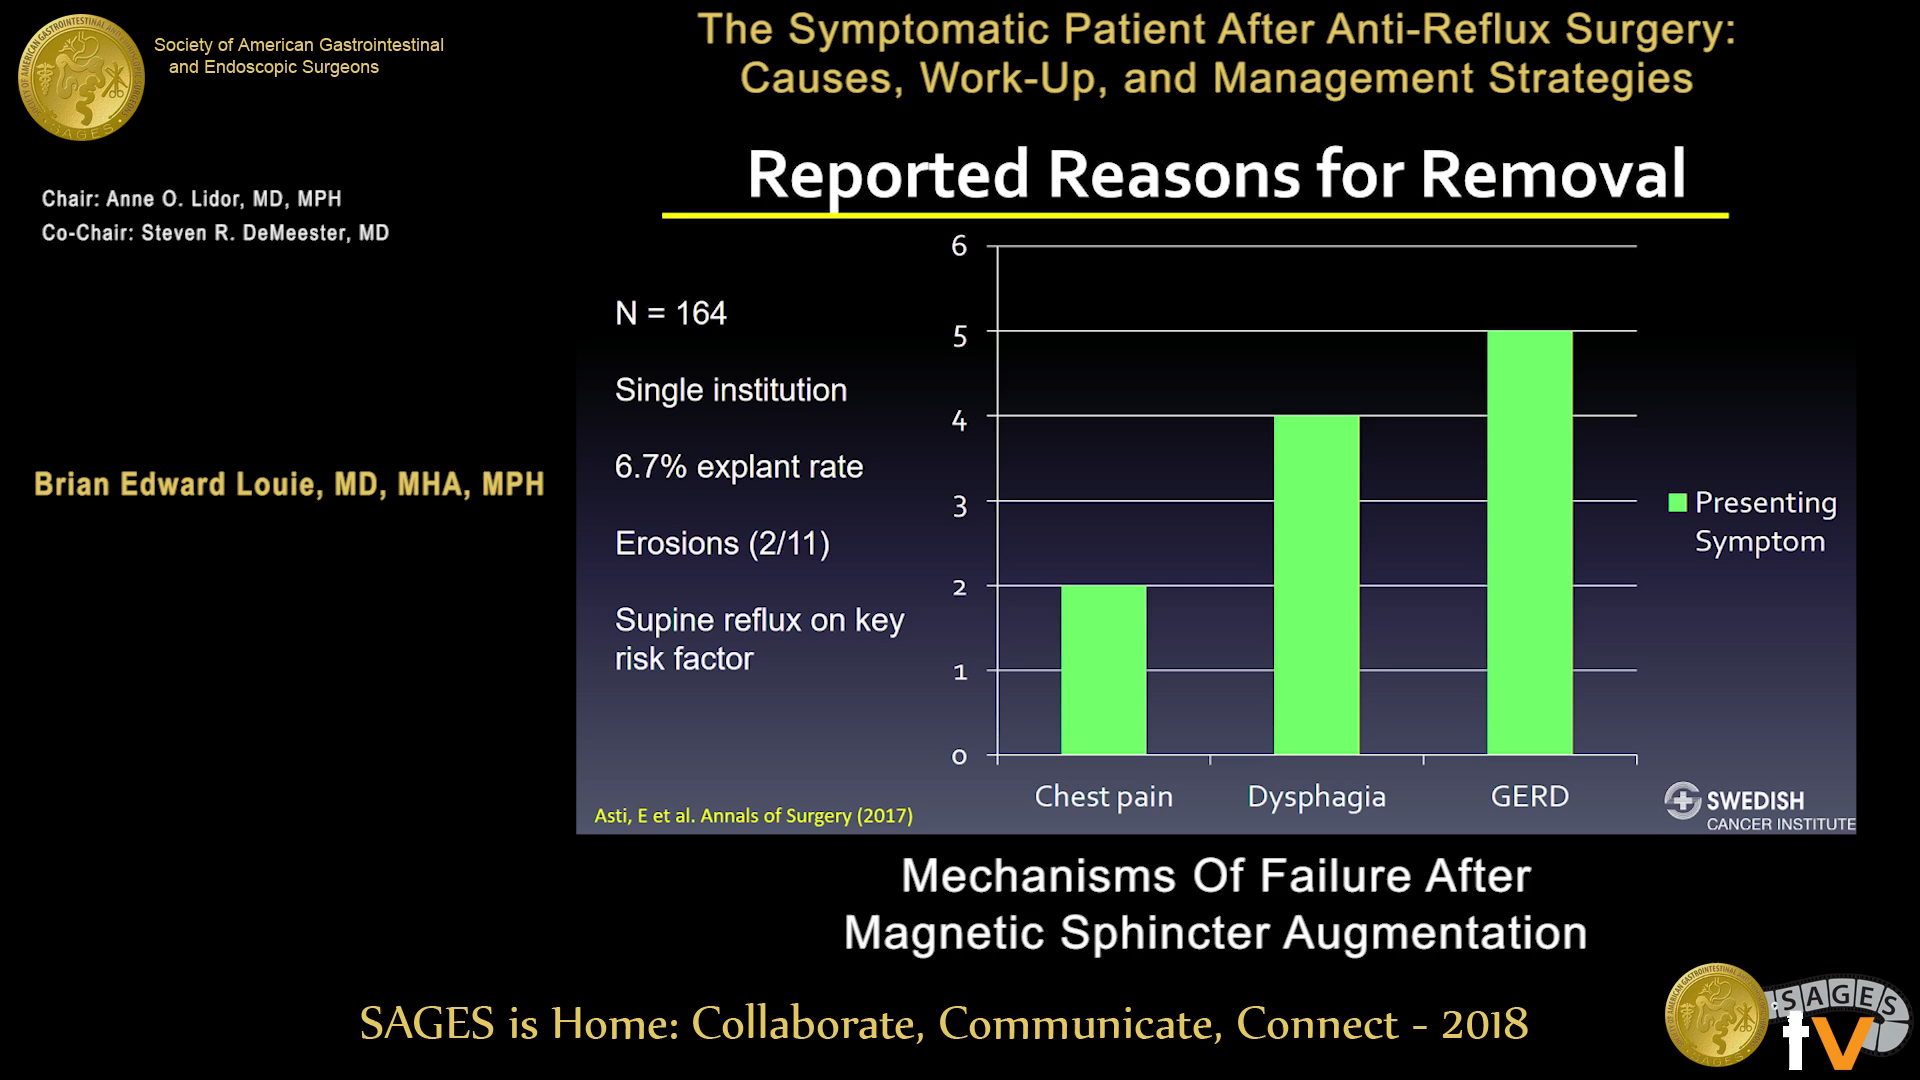 Society of American Gastrointestinal
and Endoscopic Surgeons
The Symptomatic Patient After Anti-Reflux Surgery:
Causes, Work-Up, and Management Strategies
Chair: Anne O. Lidor, MD, MPH
Co-Chair: Steven R. DeMeester, MD
Brian Edward Louie, MD, MHA, MPH
Reported Reasons for Removal
N = 164
Single institution
6.7% explant rate
Erosions (2/11)
Supine reflux on key
risk factor
6
5
4
3
2
1
0
Chest pain
Dysphagia
GERD
Presenting
Symptom
Asti, E et al. Annals of Surgery (2017)
SWEDISH
CANCER INSTITUTE
Mechanisms Of Failure After
Magnetic Sphincter Augmentation
SAGES is Home: Collaborate, Communicate, Connect - 2018
SAGES
tv